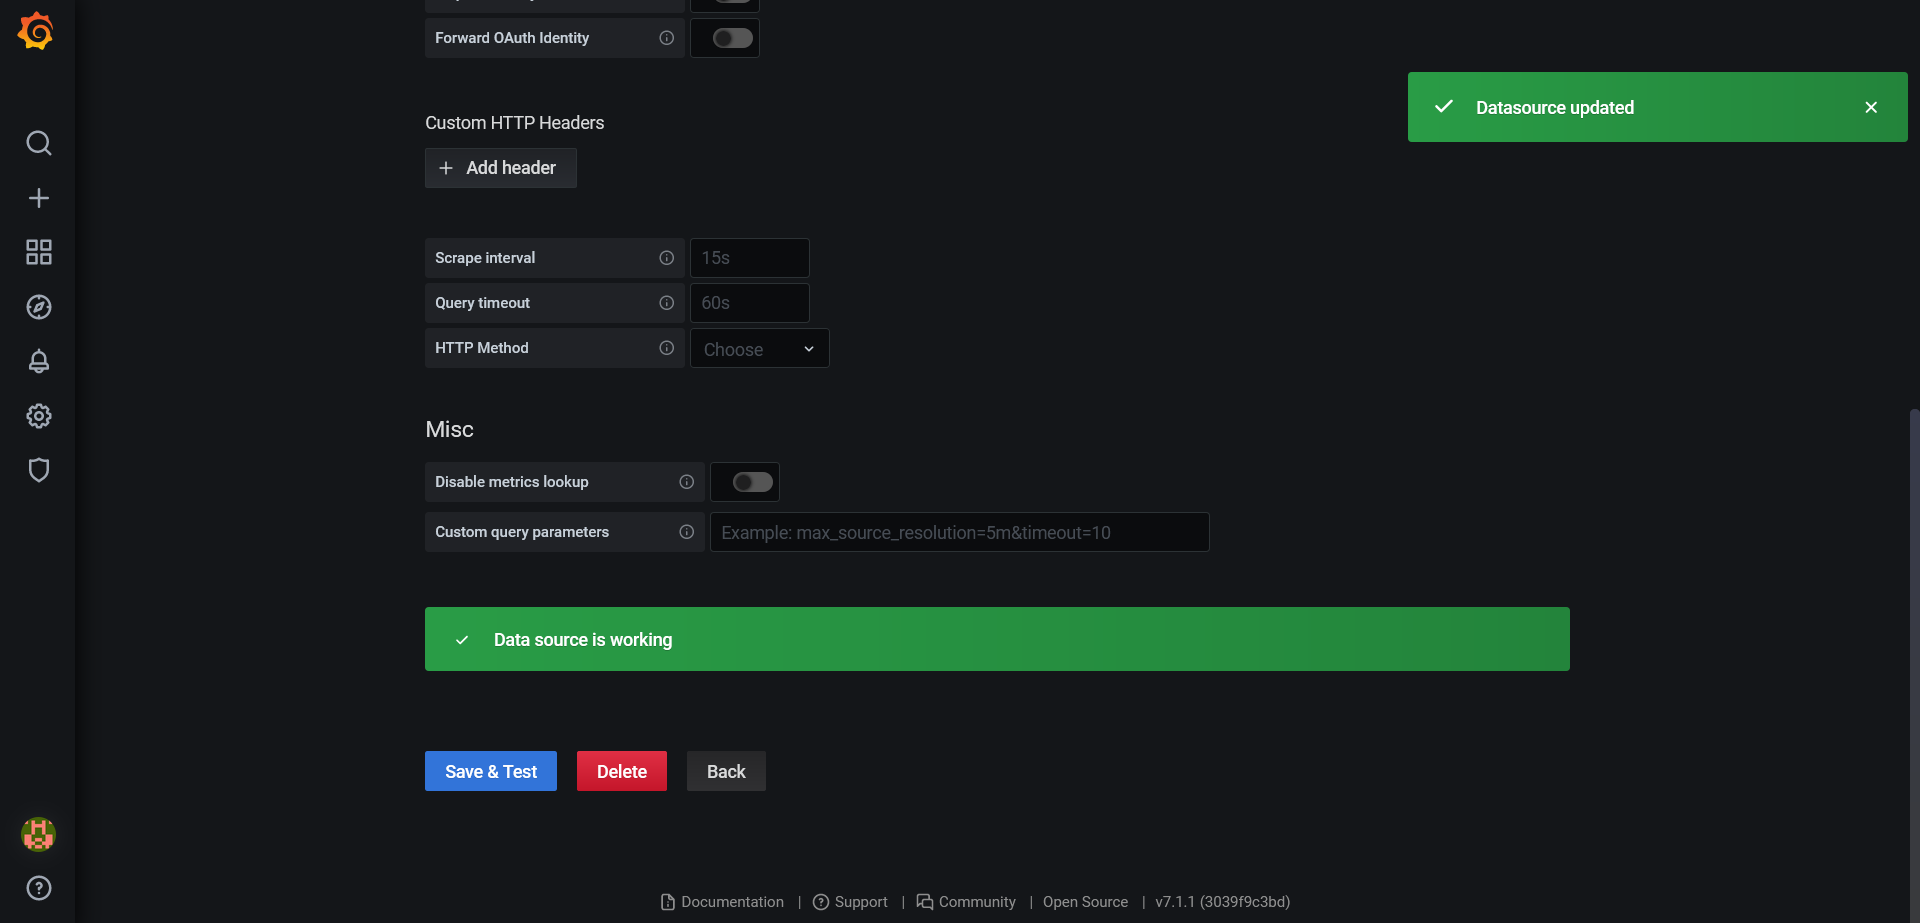 Forward OAuth Identity
Datasource updated
Custom HTTP Headers
Add header
Scrape interval 15s
Query timeout 60s
HTTP Method Choose
Misc
Disable metrics lookup
Custom query parameters Example: max_source_resolution=5m&timeout=10
Data source is working
Save & Test Delete Back
Documentation | Support | Community | Open Source | v7.1.1 (3039f9c3bd)